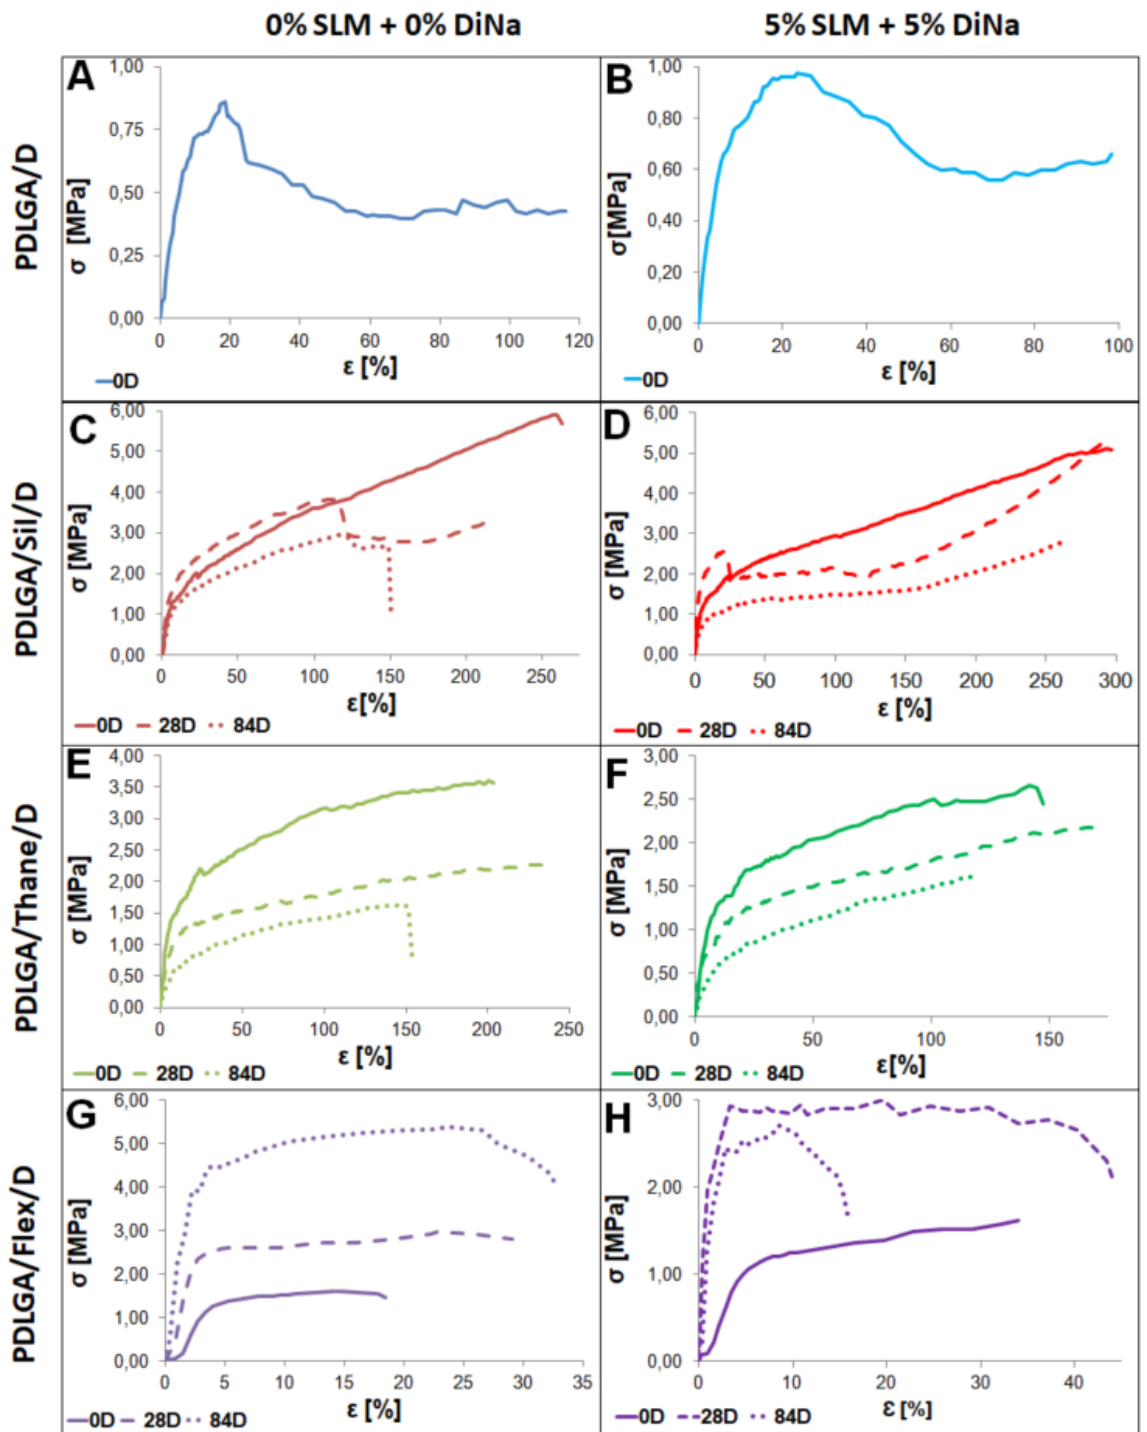 0% SLM + 0% DiNa
5% SLM + 5% DiNa
PDLGA/D
A
σ [MPa]
1,00
0,75
0,50
0,25
0,00
0 20 40 60 80 100 120
ε [%]
0D
B
σ[MPa]
1,00
0,80
0,60
0,40
0,20
0,00
0 20 40 60 80 100
ε [%]
0D
PDLGA/Sil/D
C
σ [MPa]
6,00
5,00
4,00
3,00
2,00
1,00
0,00
0 50 100 150 200 250
ε[%]
0D 28D 84D
D
σ [MPa]
6,00
5,00
4,00
3,00
2,00
1,00
0,00
0 50 100 150 200 250 300
ε [%]
0D 28D 84D
PDLGA/Thane/D
E
σ [MPa]
4,00
3,50
3,00
2,50
2,00
1,50
1,00
0,50
0,00
0 50 100 150 200 250
ε [%]
0D 28D 84D
F
σ [MPa]
3,00
2,50
2,00
1,50
1,00
0,50
0,00
0 50 100 150
ε[%]
0D 28D 84D
PDLGA/Flex/D
G
σ [MPa]
6,00
5,00
4,00
3,00
2,00
1,00
0,00
0 5 10 15 20 25 30 35
ε [%]
0D 28D 84D
H
σ [MPa]
3,00
2,00
1,00
0,00
0 10 20 30 40
ε [%]
0D 28D 84D